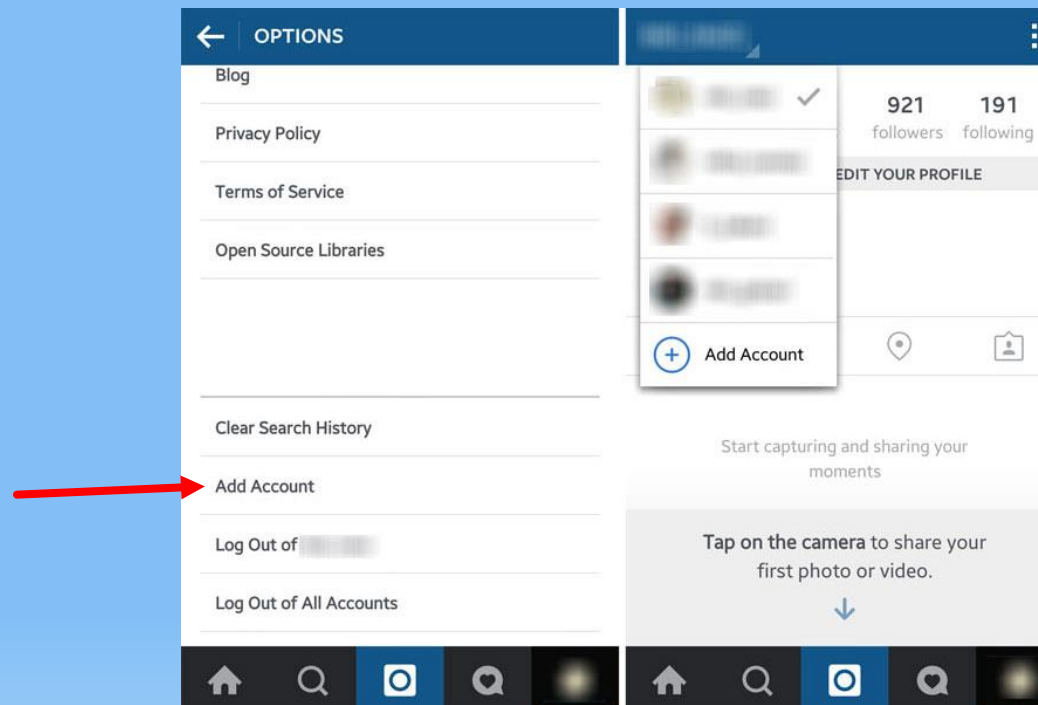 OPTIONS
Blog
Privacy Policy
Terms of Service
Open Source Libraries
Clear Search History
Add Account
Log Out of
Log Out of All Accounts
921 191
followers following
EDIT YOUR PROFILE
Add Account
Start capturing and sharing your
moments
Tap on the camera to share your
first photo or video.